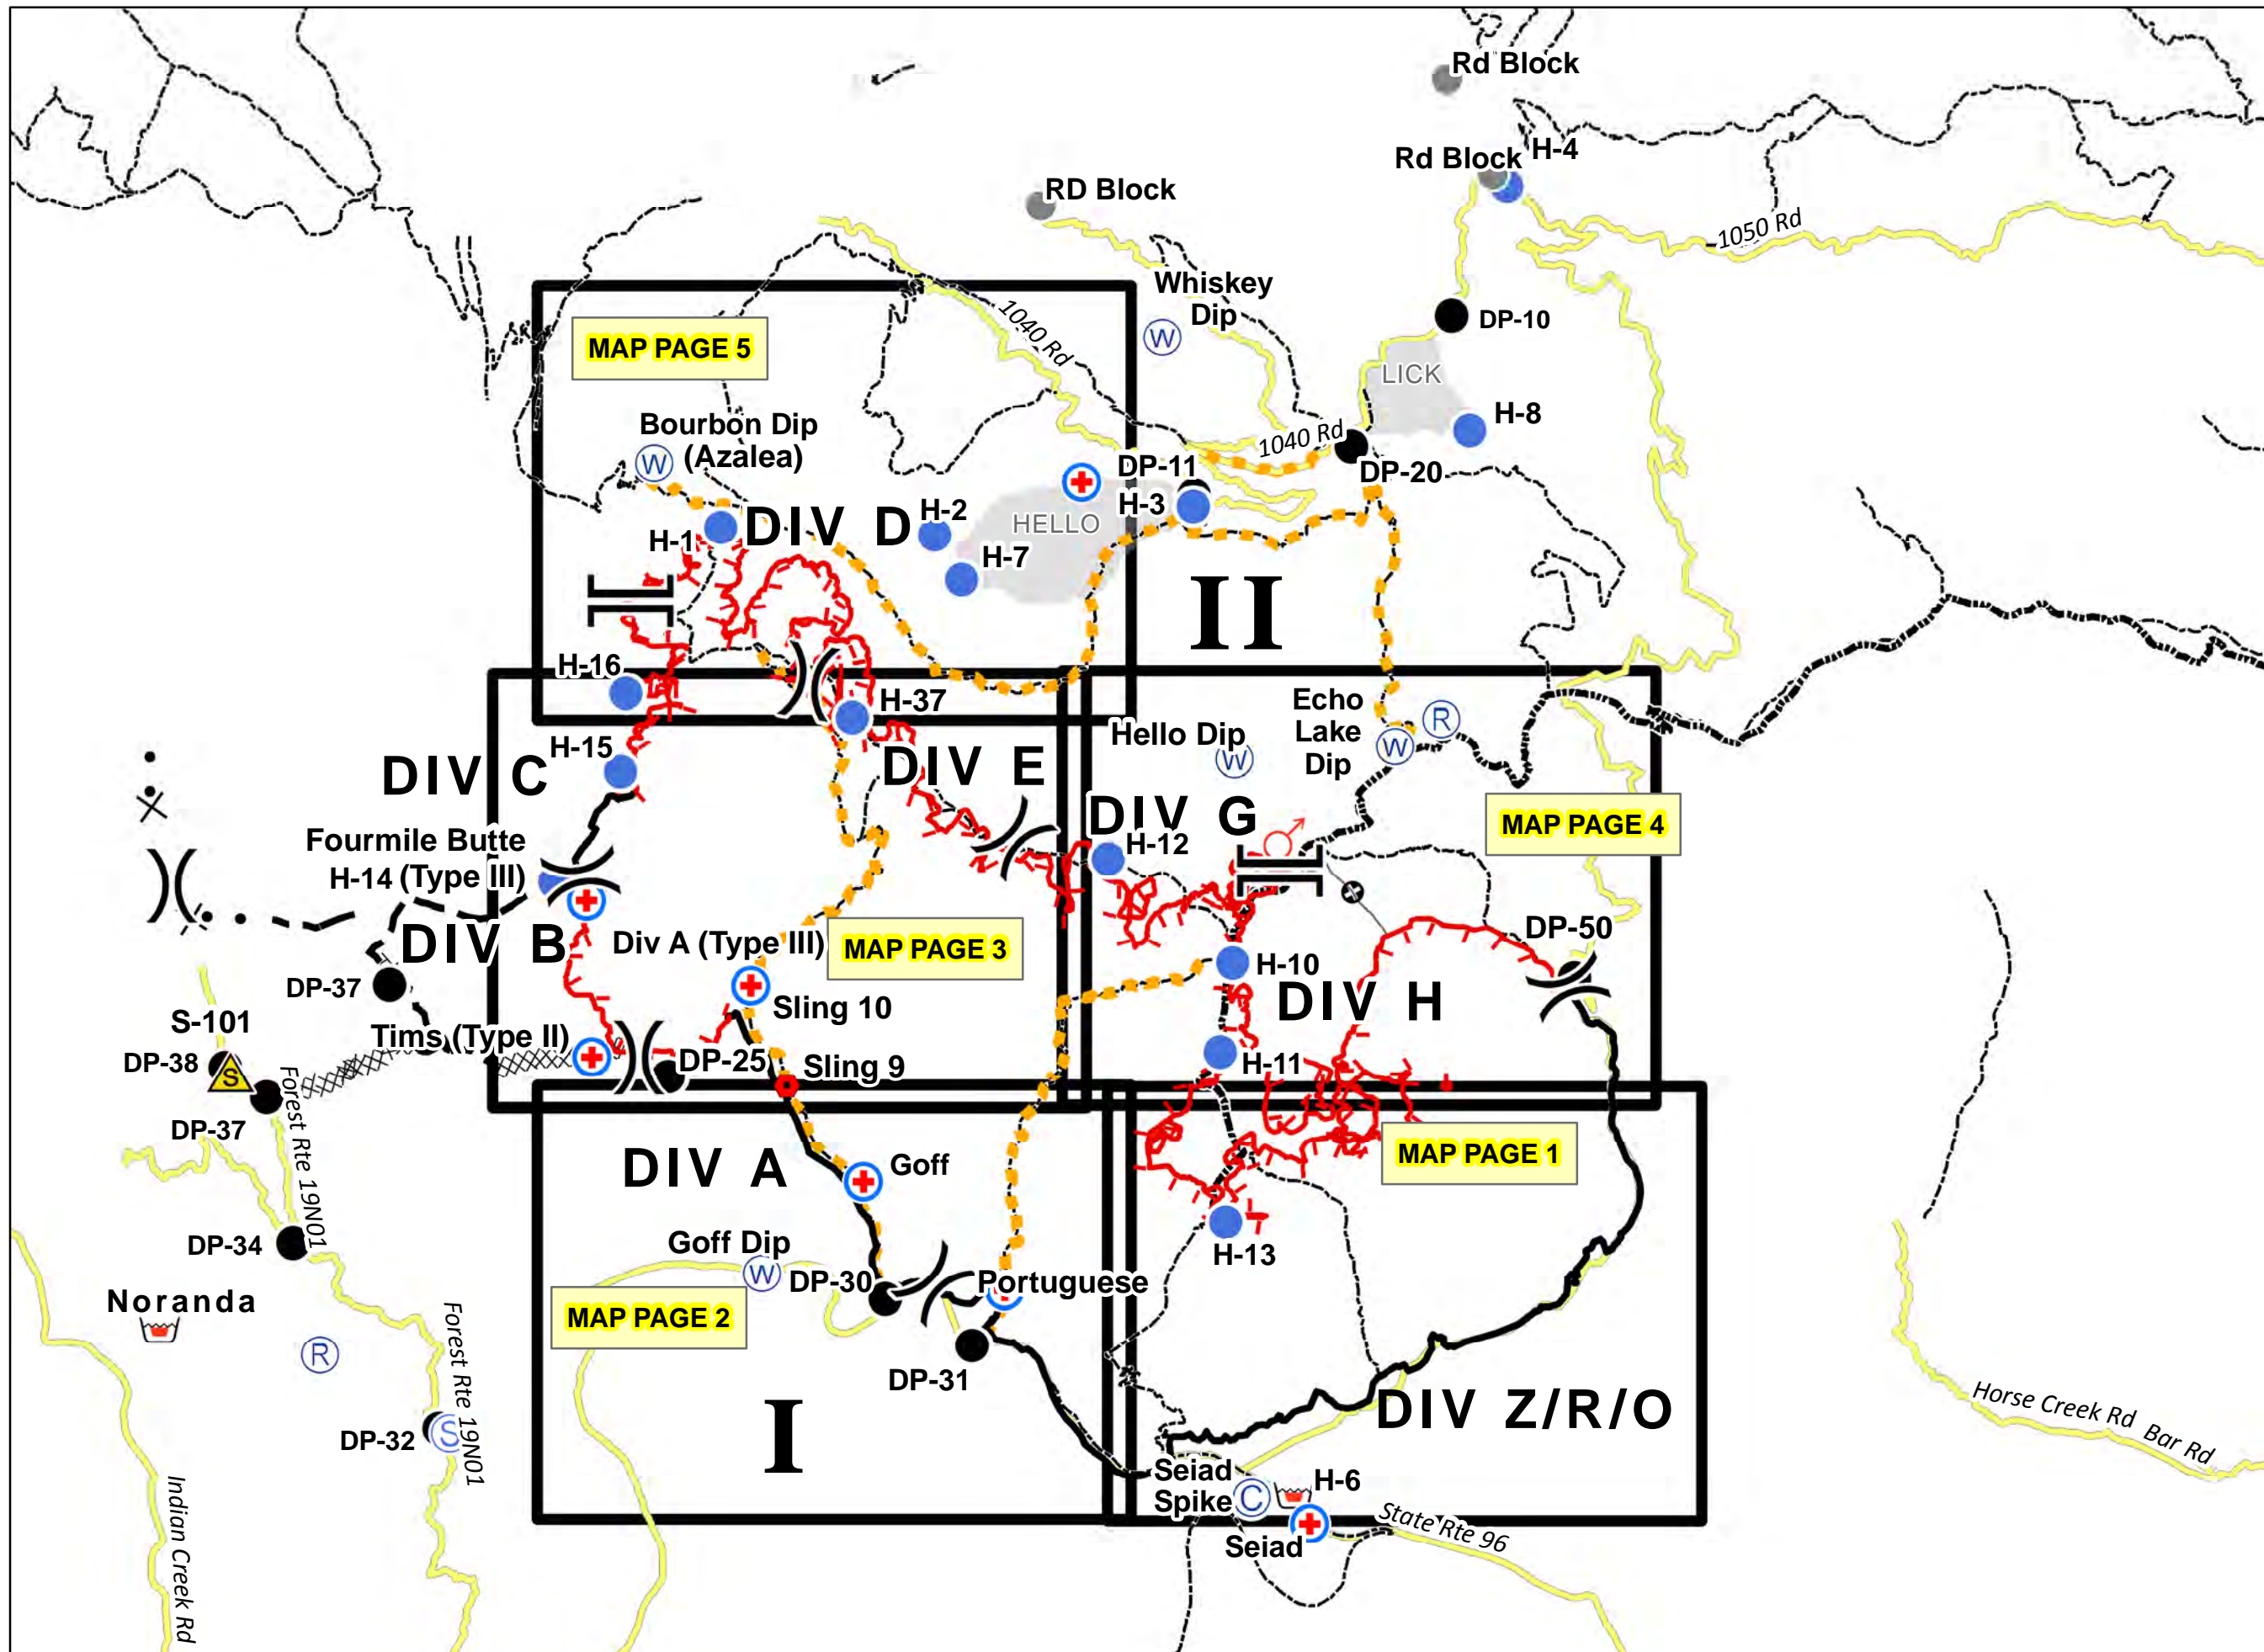 Rd Block
Rd Block
H-4
RD Block
1050 Rd
Whiskey
Dip
W
DP-10
MAP PAGE 5
1040 Rd
LICK
H-8
Bourbon Dip
(Azalea)
W
1040 Rd
DP-20
DP-11
H-3
HELLO
H-2
DIV D
H-1
H-7
II
H-16
H-37
Echo
Lake
Dip
R
W
Hello Dip
W
H-15
DIV C
DIV E
DIV G
MAP PAGE 4
Fourmile Butte
H-14 (Type III)
H-12
DIV B
Div A (Type III)
MAP PAGE 3
DP-50
H-10
DP-37
DIV H
Sling 10
S-101
Tims (Type II)
DP-38
S
DP-25
Sling 9
H-11
Forest Rte 19N01
DP-37
MAP PAGE 1
DIV A
Goff
DP-34
Goff Dip
W
DP-30
Portuguese
H-13
Noranda
MAP PAGE 2
R
Forest Rte 19N01
DP-31
DP-32
S
I
DIV Z/R/O
Horse Creek Rd
Bar Rd
Indian Creek Rd
Seiad
Spike
C
H-6
State Rte 96
Seiad